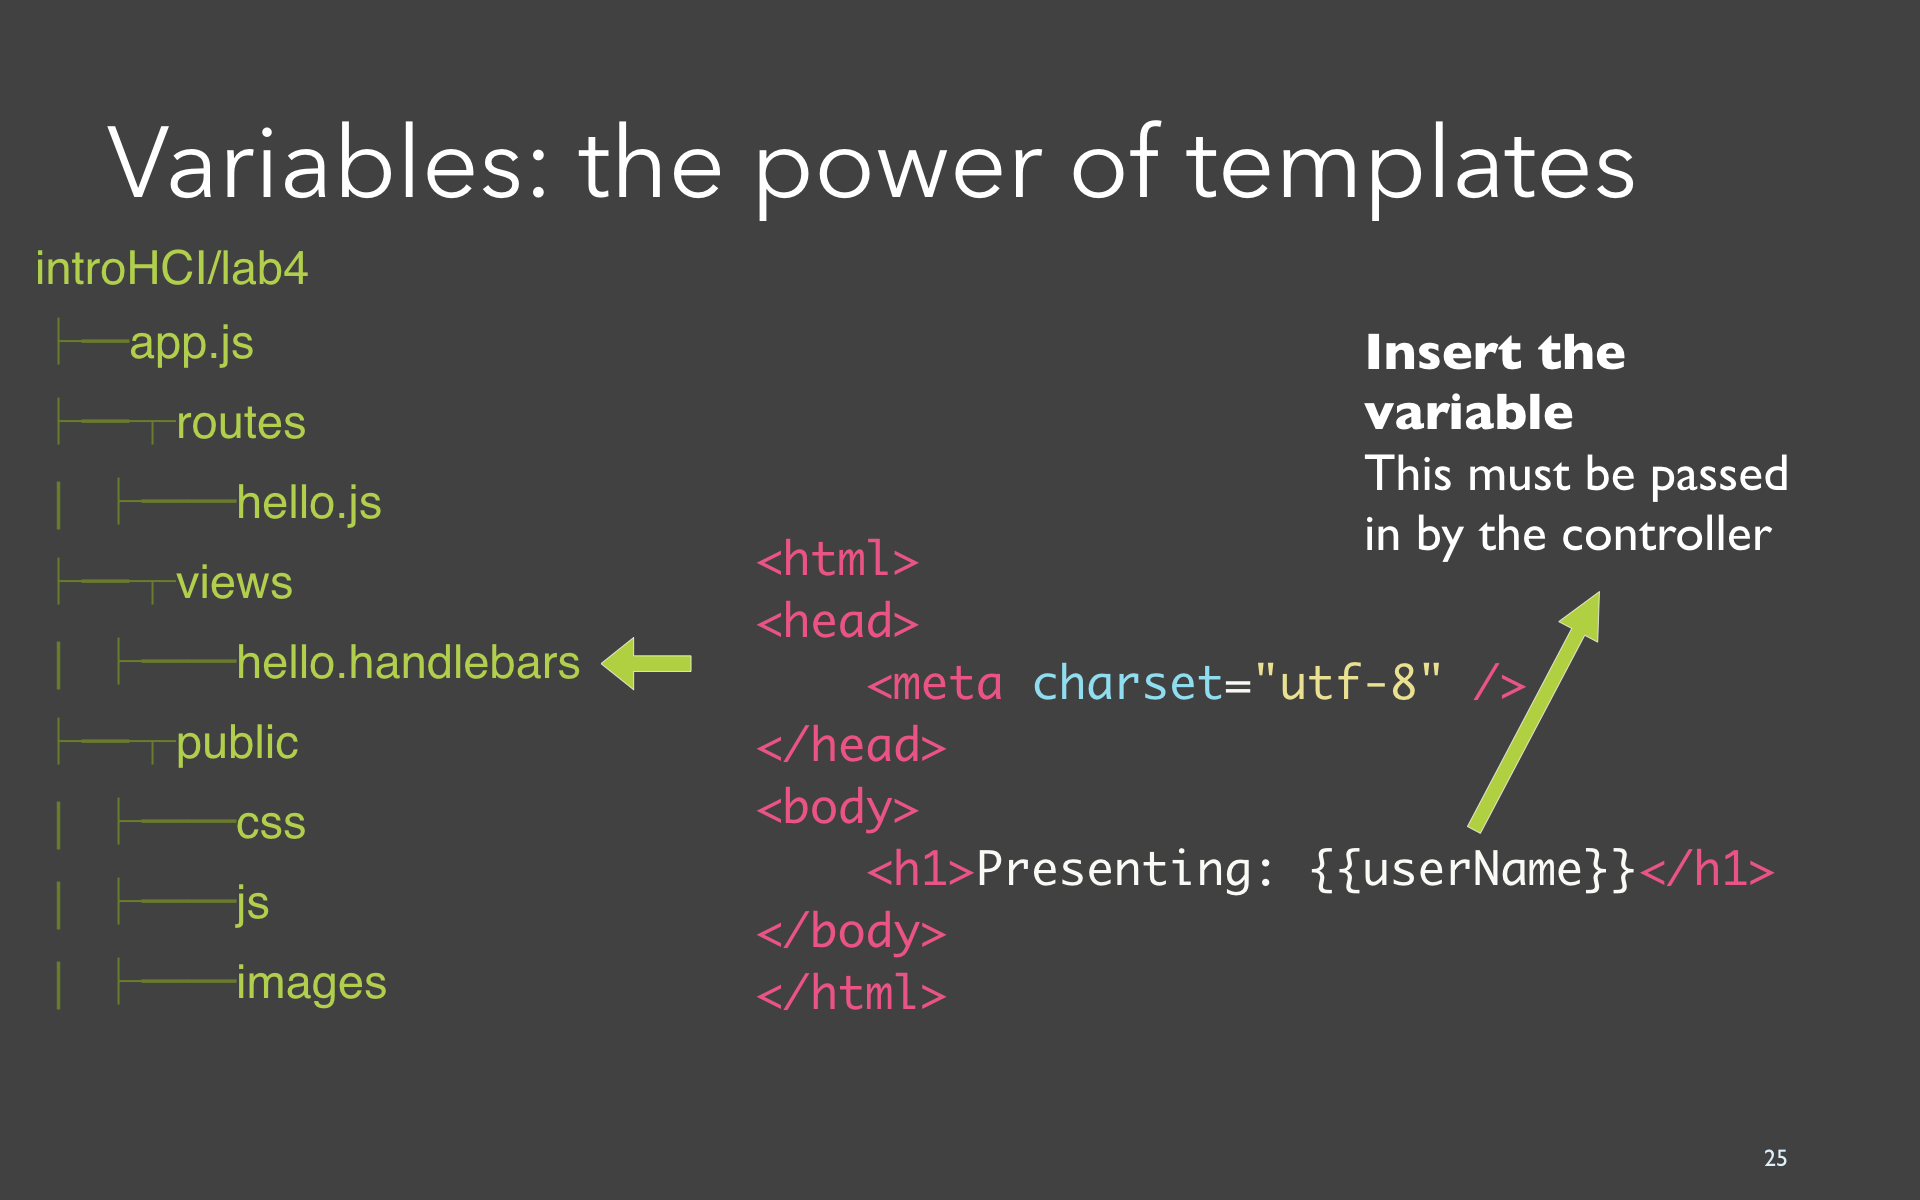 Variables: the power of templates
introHCI/lab4
app.js
routes
hello.js
views
hello.handlebars
public
css
js
images
Insert the
variable
This must be passed
in by the controller
<html>
<head>
<meta charset="utf-8" />
</head>
<body>
<h1>Presenting: {{userName}}</h1>
</body>
</html>
25